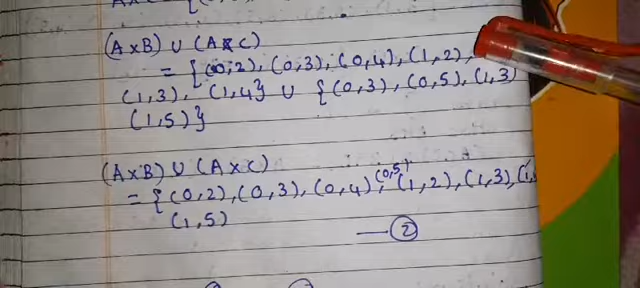 (A×B) ∪ (A×C)
= {(0,2), (0,3), (0,4), (1,2),
(1,3), (1,4} ∪ {(0,3), (0,5), (1,3)
(1,5)}
(A×B) ∪ (A×C)
= {(0,2), (0,3), (0,4), (0,5), (1,2), (1,3),
(1,5)
—②